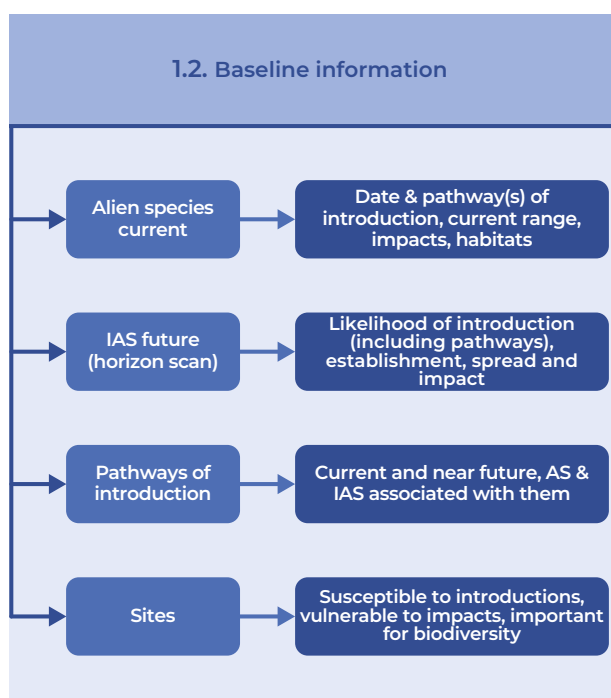 1.2. Baseline information
Alien species
current
Date & pathway(s) of
introduction, current range,
impacts, habitats
IAS future
(horizon scan)
Likelihood of introduction
(including pathways),
establishment, spread and
impact
Pathways of
introduction
Current and near future, AS &
IAS associated with them
Sites
Susceptible to introductions,
vulnerable to impacts, important
for biodiversity